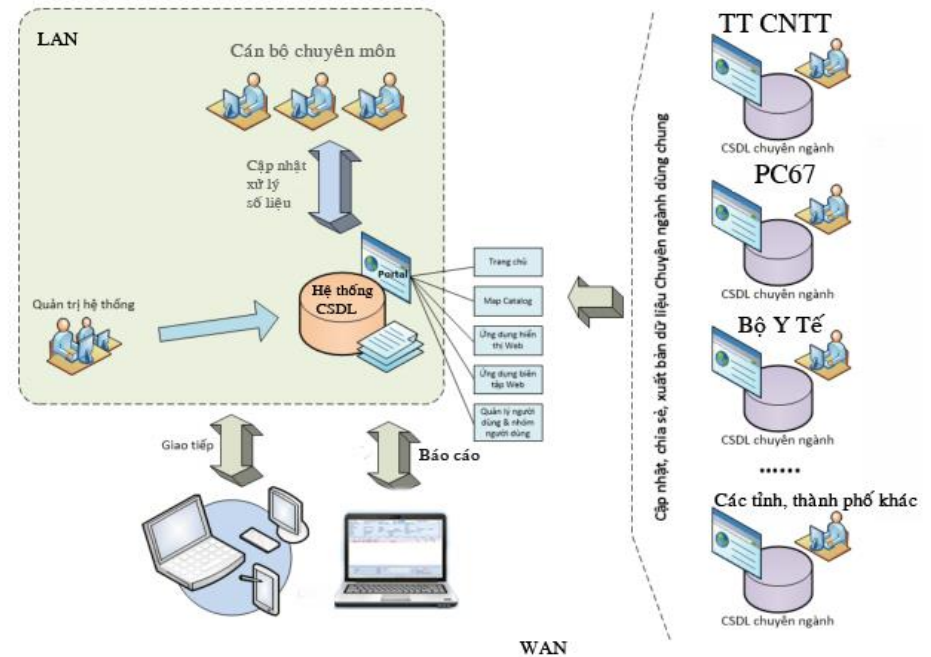 LAN
Cán bộ chuyên môn
Cập nhật
xử lý
số liệu
Portal
Hệ thống
CSDL
Quản trị hệ thống
Trang chủ
Map Catalog
Ứng dụng hiển
thị Web
Ứng dụng biên
tập Web
Quản lý người
dùng & nhóm
người dùng
Giao tiếp
Báo cáo
WAN
Cập nhật, chia sẻ, xuất bản dữ liệu Chuyên ngành dùng chung
TT CNTT
CSDL chuyên ngành
PC67
CSDL chuyên ngành
Bộ Y Tế
CSDL chuyên ngành
......
Các tỉnh, thành phố khác
CSDL chuyên ngành